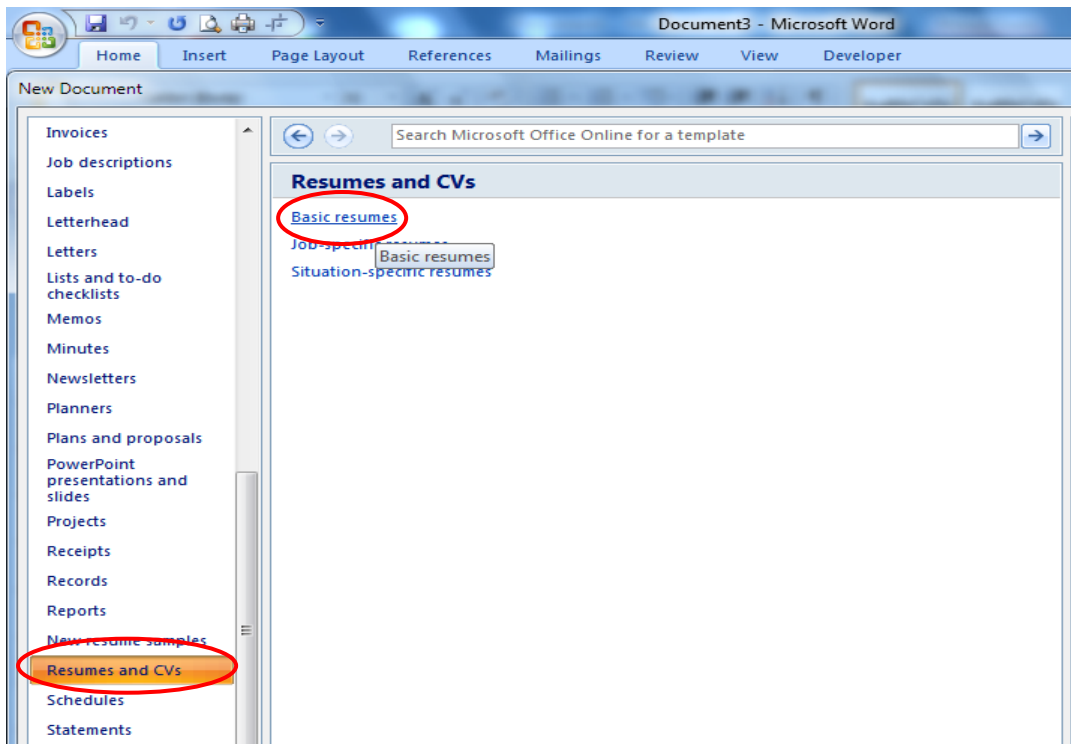 Document3 - Microsoft Word
Home Insert Page Layout References Mailings Review View Developer
New Document
Invoices
Job descriptions
Labels
Letterhead
Letters
Lists and to-do
checklists
Memos
Minutes
Newsletters
Planners
Plans and proposals
PowerPoint
presentations and
slides
Projects
Receipts
Records
Reports
New resume samples
Resumes and CVs
Schedules
Statements
Search Microsoft Office Online for a template
Resumes and CVs
Basic resumes
Job-specific resumes
Basic resumes
Situation-specific resumes